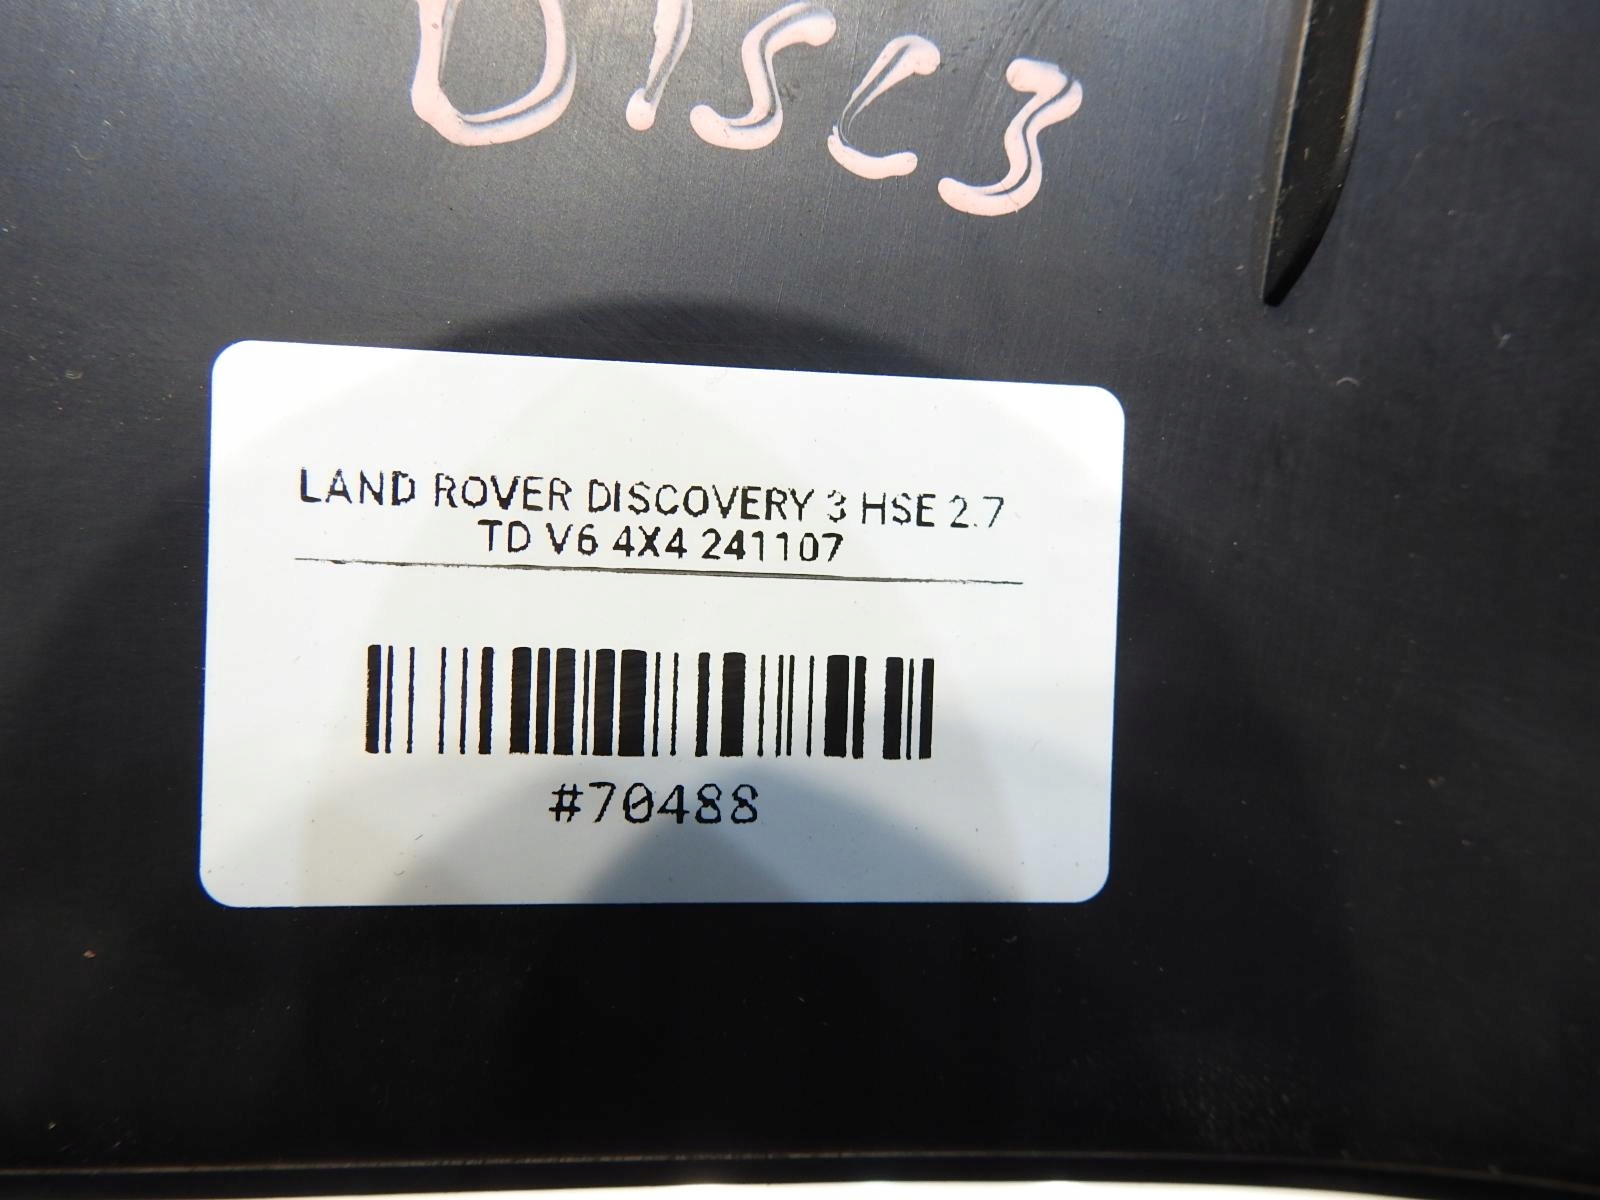 DISC3
LAND ROVER DISCOVERY 3 HSE 2.7
TD V6 4X4 241107
#70488